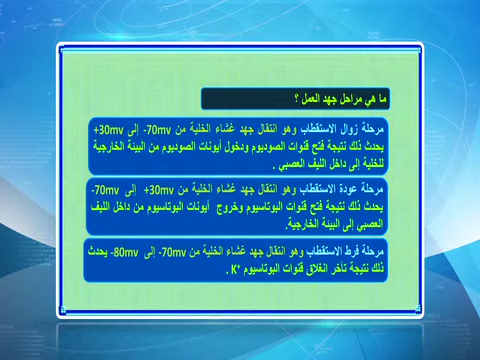 ما هي مراحل جهد العمل ؟
مرحلة زوال الاستقطاب وهو انتقال جهد غشاء الخلية من 70mv- إلى 30mv+
يحدث ذلك نتيجة فتح قنوات الصوديوم ودخول أيونات الصوديوم من البيئة الخارجية
للخلية إلى داخل الليف العصبي .
مرحلة عودة الاستقطاب وهو انتقال جهد غشاء الخلية من 30mv+ إلى 70mv-
يحدث ذلك نتيجة فتح قنوات البوتاسيوم وخروج أيونات البوتاسيوم من داخل الليف
العصبي إلى البيئة الخارجية.
مرحلة فرط الاستقطاب وهو انتقال جهد غشاء الخلية من 70mv- إلى 80mv- يحدث
ذلك نتيجة تأخر انغلاق قنوات البوتاسيوم K⁺ .